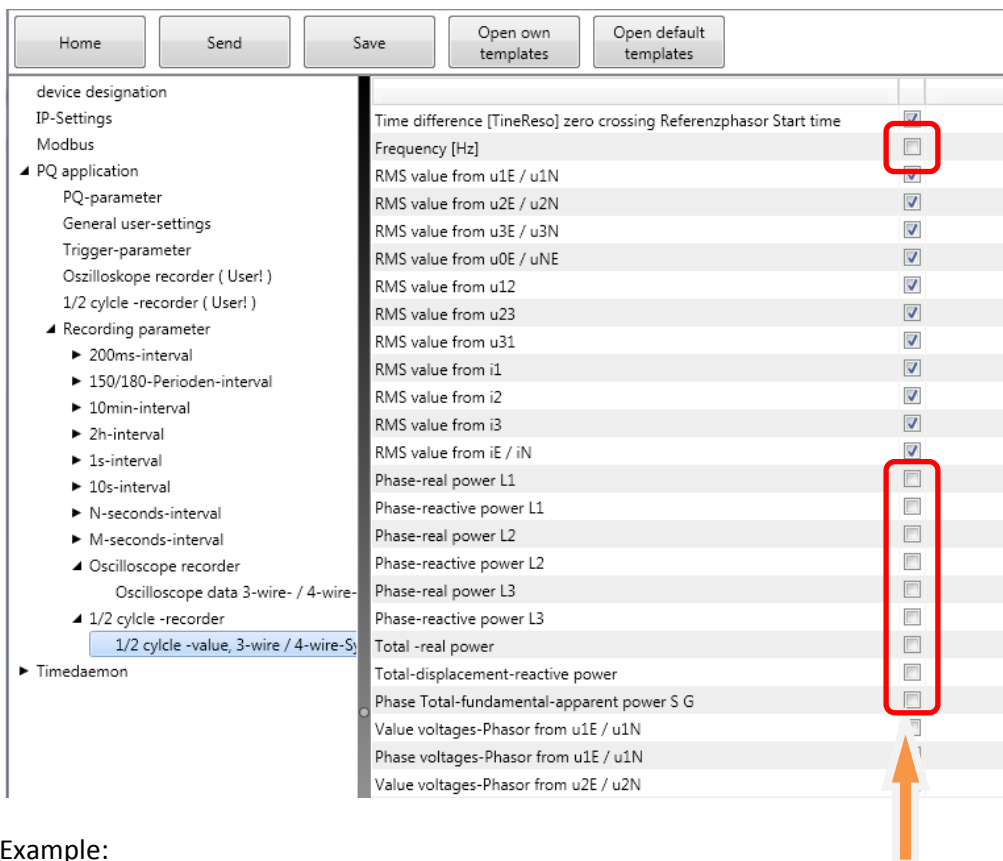 Home
Send
Save
Open own
templates
Open default
templates
device designation
IP-Settings
Modbus
PQ application
PQ-parameter
General user-settings
Trigger-parameter
Oszilloskope recorder ( User! )
1/2 cylcle -recorder ( User! )
Recording parameter
200ms-interval
150/180-Perioden-interval
10min-interval
2h-interval
1s-interval
10s-interval
N-seconds-interval
M-seconds-interval
Oscilloscope recorder
Oscilloscope data 3-wire- / 4-wire-
1/2 cylcle -recorder
1/2 cylcle -value, 3-wire / 4-wire-Sy
Timedaemon
Time difference [TineReso] zero crossing Referenzphasor Start time
Frequency [Hz]
RMS value from u1E / u1N
RMS value from u2E / u2N
RMS value from u3E / u3N
RMS value from u0E / uNE
RMS value from u12
RMS value from u23
RMS value from u31
RMS value from i1
RMS value from i2
RMS value from i3
RMS value from iE / iN
Phase-real power L1
Phase-reactive power L1
Phase-real power L2
Phase-reactive power L2
Phase-real power L3
Phase-reactive power L3
Total -real power
Total-displacement-reactive power
Phase Total-fundamental-apparent power S G
Value voltages-Phasor from u1E / u1N
Phase voltages-Phasor from u1E / u1N
Value voltages-Phasor from u2E / u2N
Example: